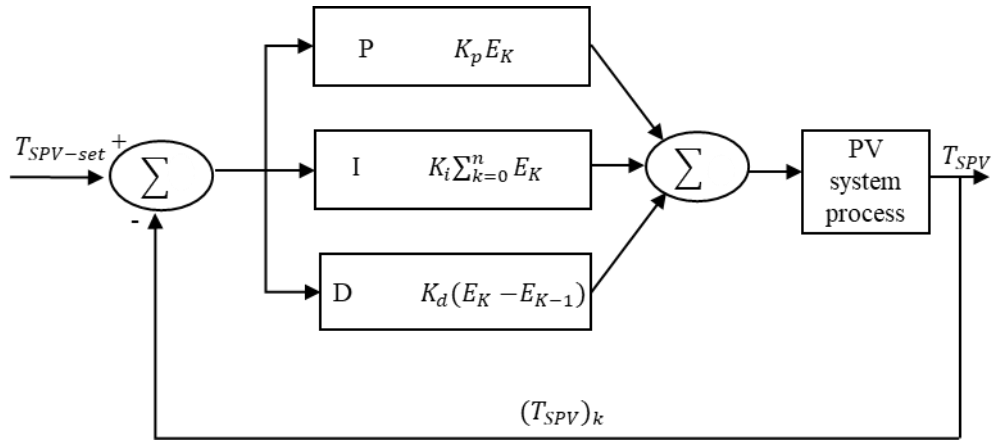 P K_p E_K
T_{SPV-set} +
∑
I K_i ∑_{k=0}^{n} E_K
∑
PV
system
process
T_{SPV}
-
D K_d (E_K − E_{K-1})
(T_{SPV})_k